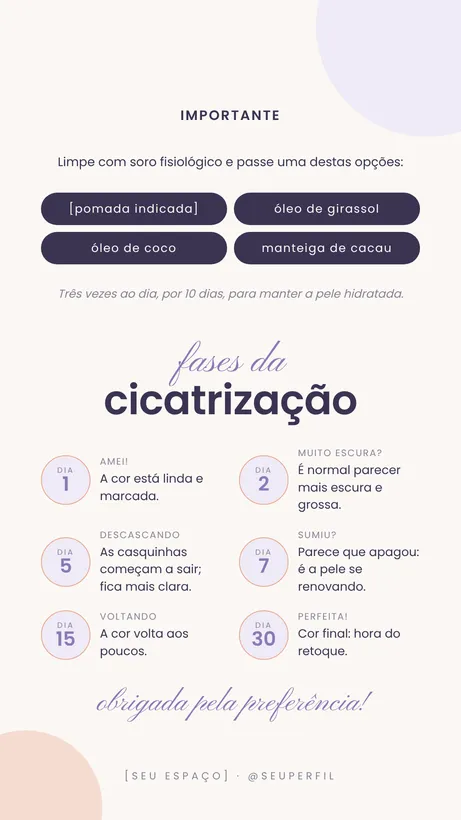 IMPORTANTE
Limpe com soro fisiológico e passe uma destas opções:
[pomada indicada]
óleo de girassol
óleo de coco
manteiga de cacau
Três vezes ao dia, por 10 dias, para manter a pele hidratada.
fases da
cicatrização
DIA
1
AMEI!
A cor está linda e
marcada.
DIA
2
MUITO ESCURA?
É normal parecer
mais escura e
grossa.
DIA
5
DESCASCANDO
As casquinhas
começam a sair;
fica mais clara.
DIA
7
SUMIU?
Parece que apagou:
é a pele se
renovando.
DIA
15
VOLTANDO
A cor volta aos
poucos.
DIA
30
PERFEITA!
Cor final: hora do
retoque.
obrigada pela preferência!
[SEU ESPAÇO] · @SEUPERFIL